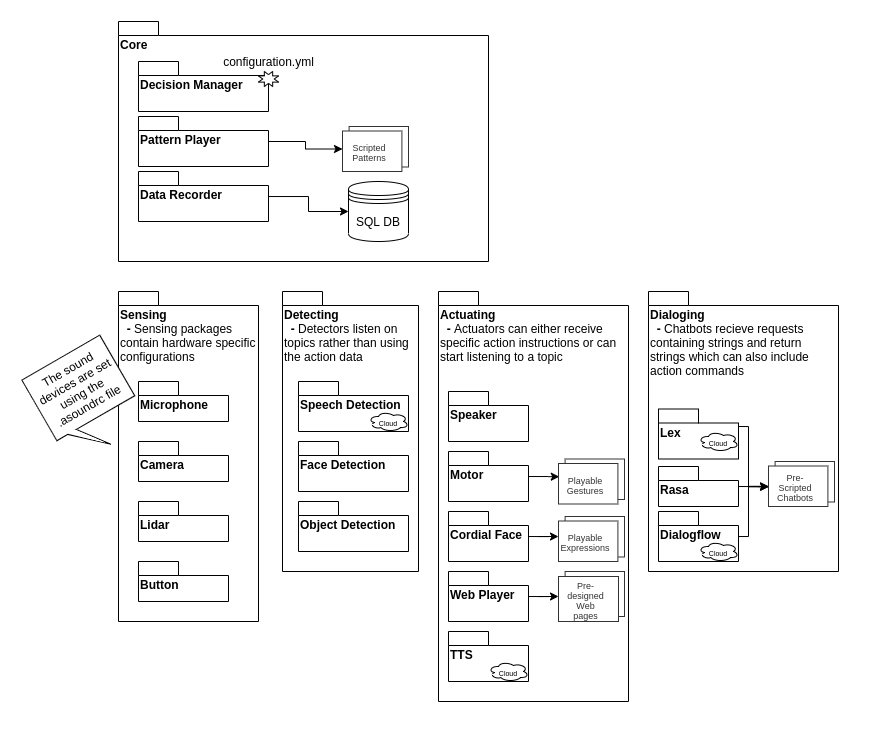 Core
configuration.yml
Decision Manager
Pattern Player
Scripted
Patterns
Data Recorder
SQL DB
Sensing
- Sensing packages
contain hardware specific
configurations
The sound
devices are set
using the
.asoundrc file
Microphone
Camera
Lidar
Button
Detecting
- Detectors listen on
topics rather than using
the action data
Speech Detection
Cloud
Face Detection
Object Detection
Actuating
- Actuators can either receive
specific action instructions or can
start listening to a topic
Speaker
Motor
Playable
Gestures
Cordial Face
Playable
Expressions
Web Player
Pre-
designed
Web
pages
TTS
Cloud
Dialoging
- Chatbots recieve requests
containing strings and return
strings which can also include
action commands
Lex
Cloud
Rasa
Pre-
Scripted
Chatbots
Dialogflow
Cloud